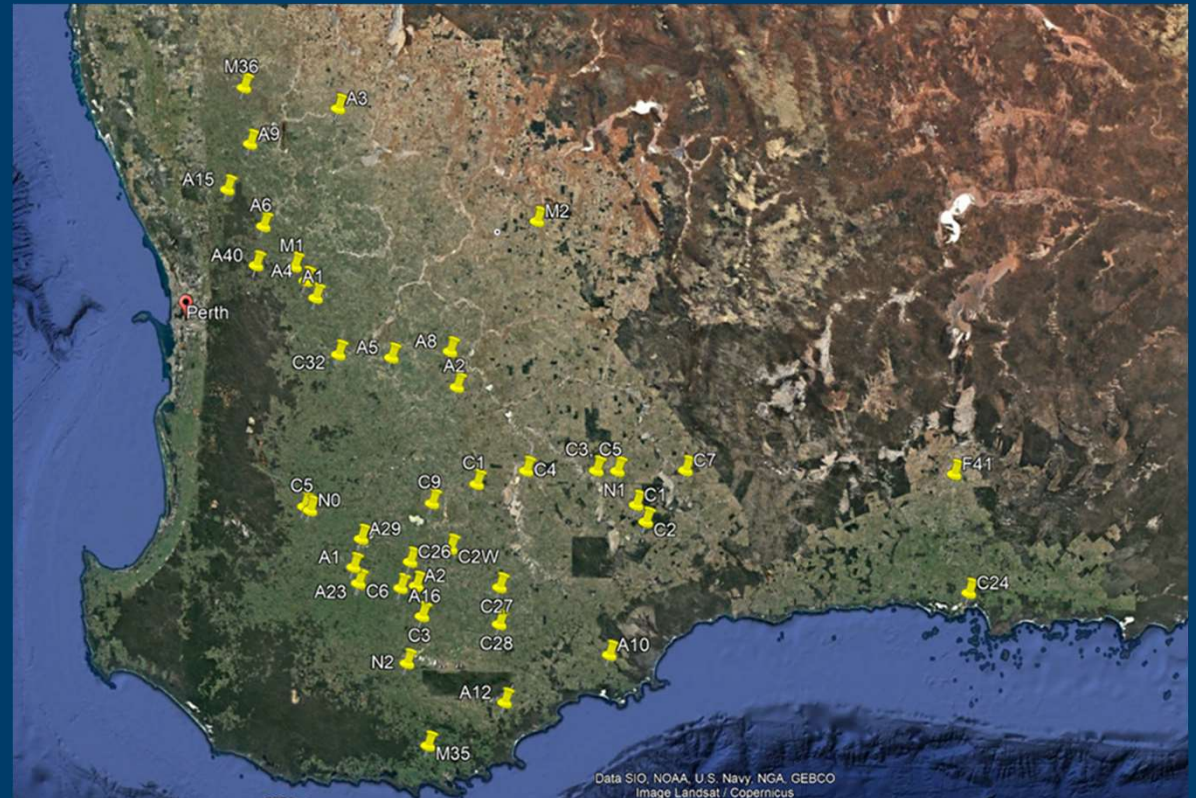 M36
A3
A9
A15
A6
M2
A40
M1
A4
A1
Perth
C32
A5
A8
A2
C3
C5
C7
C4
C1
F41
C5
N0
C9
N1
C1
C2
A29
C2W
A1
C26
A23
C6
A2
A16
C27
C24
C3
C28
A10
N2
A12
M35
Data SIO, NOAA, U.S. Navy, NGA, GEBCO
Image Landsat / Copernicus